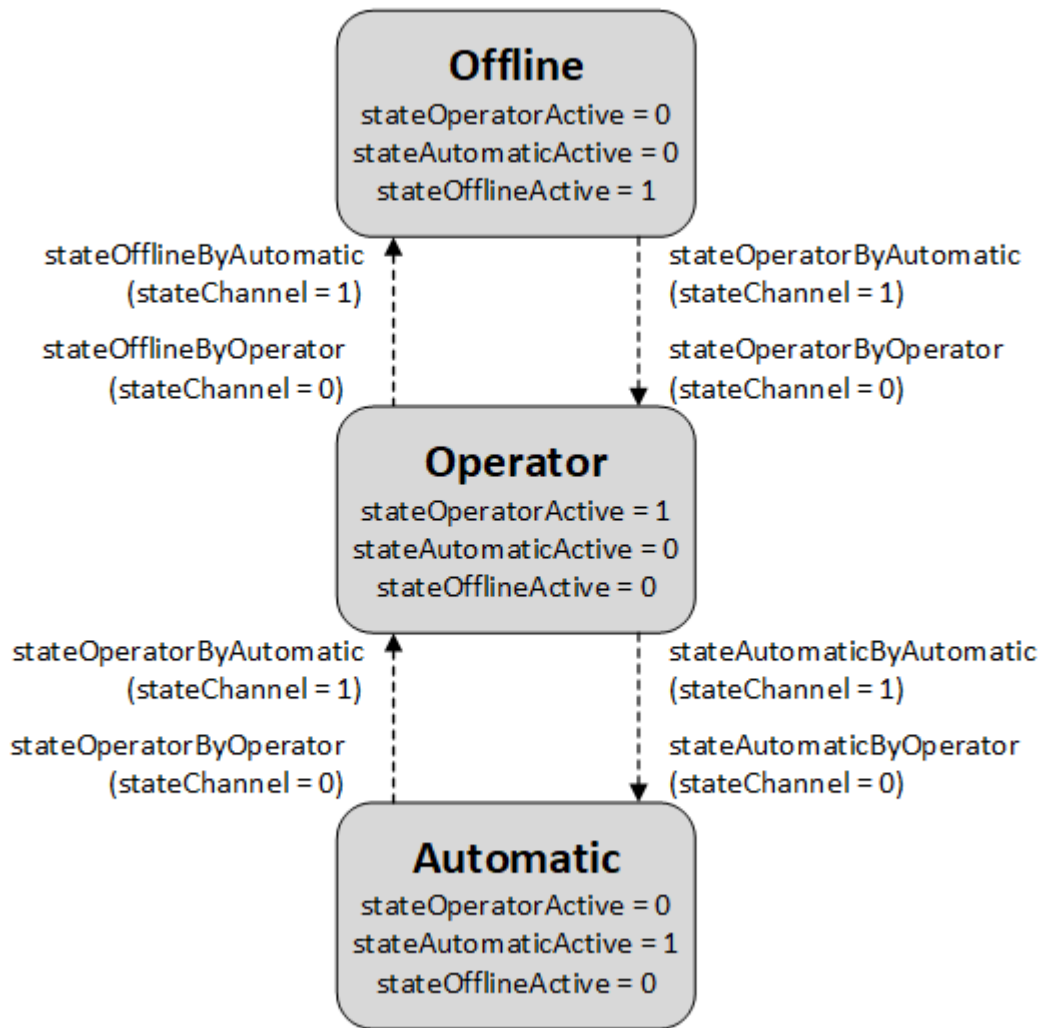 Offline
stateOperatorActive = 0
stateAutomaticActive = 0
stateOfflineActive = 1
stateOfflineByAutomatic
(stateChannel = 1)
stateOfflineByOperator
(stateChannel = 0)
stateOperatorByAutomatic
(stateChannel = 1)
stateOperatorByOperator
(stateChannel = 0)
Operator
stateOperatorActive = 1
stateAutomaticActive = 0
stateOfflineActive = 0
stateOperatorByAutomatic
(stateChannel = 1)
stateOperatorByOperator
(stateChannel = 0)
stateAutomaticByAutomatic
(stateChannel = 1)
stateAutomaticByOperator
(stateChannel = 0)
Automatic
stateOperatorActive = 0
stateAutomaticActive = 1
stateOfflineActive = 0